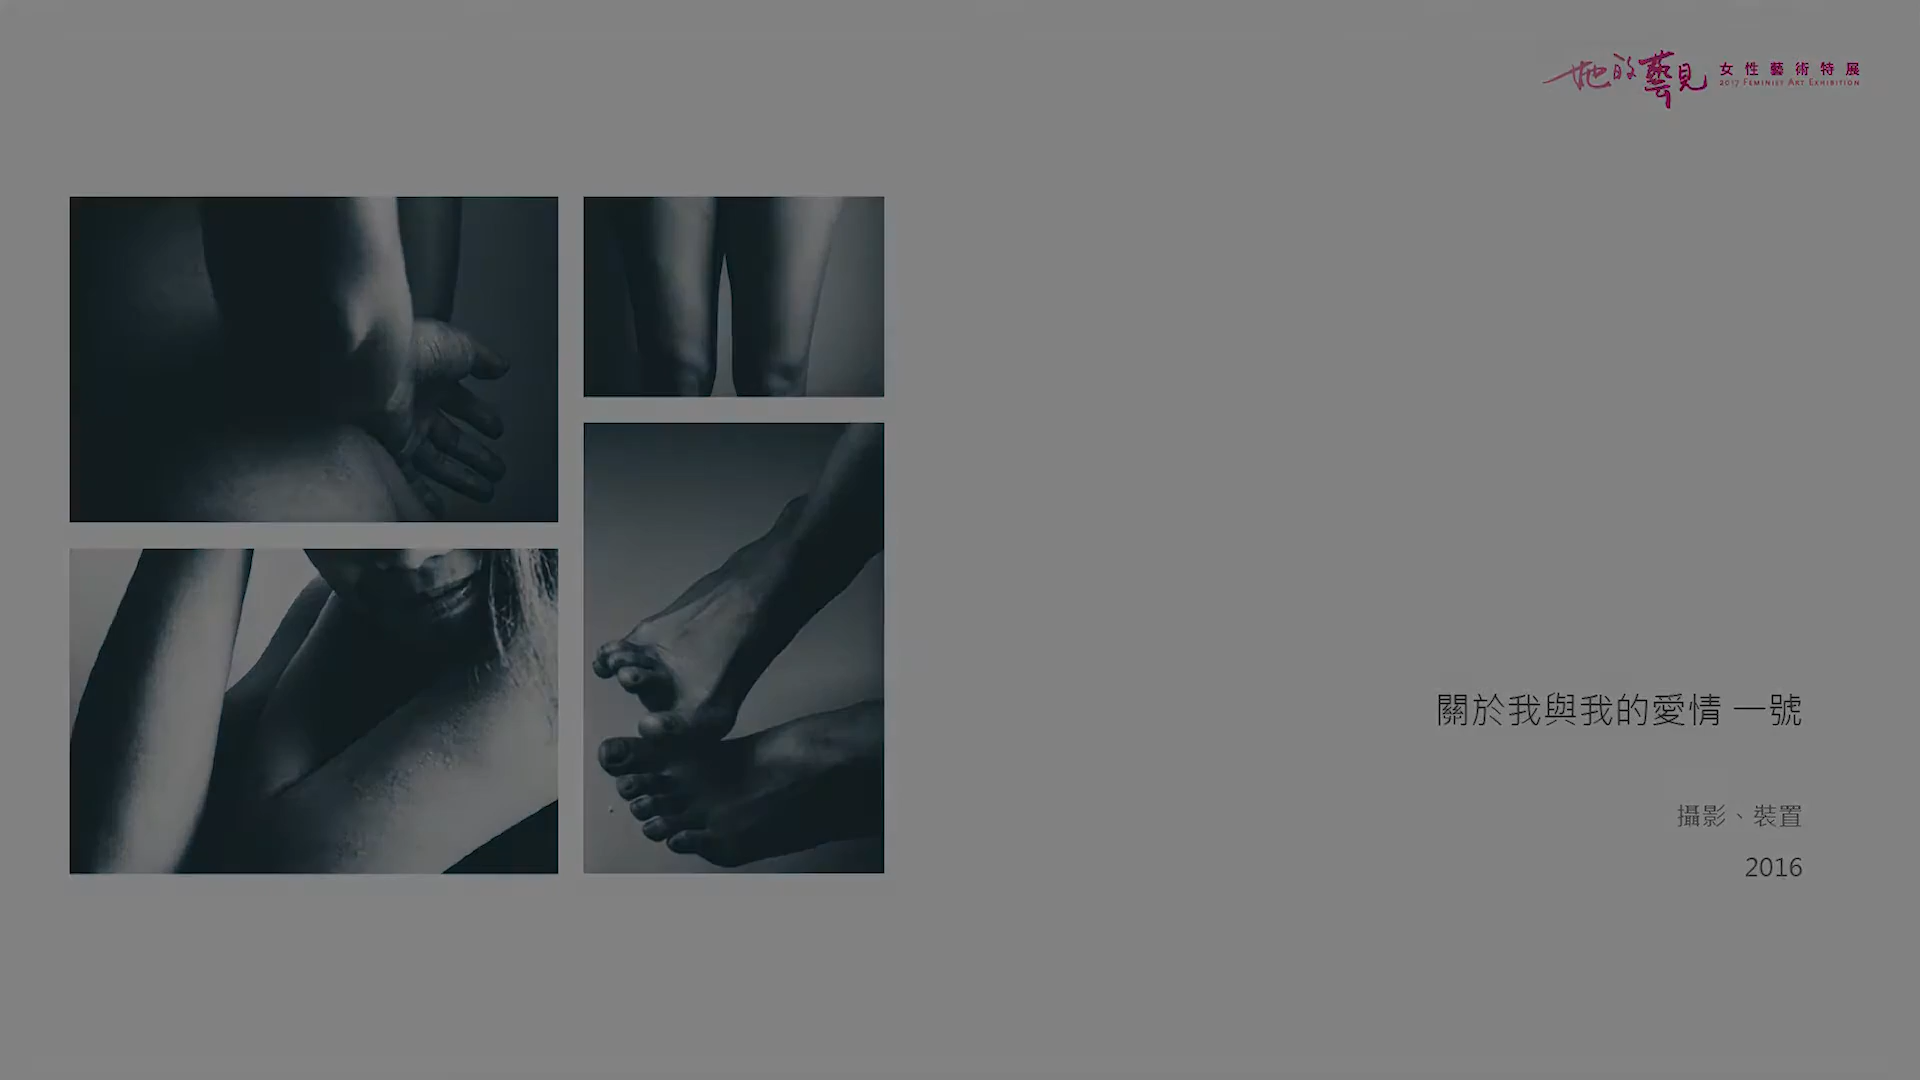 她的藝見
女性藝術特展
2017 FEMINIST ART EXHIBITION
關於我與我的愛情 一號
攝影、裝置
2016